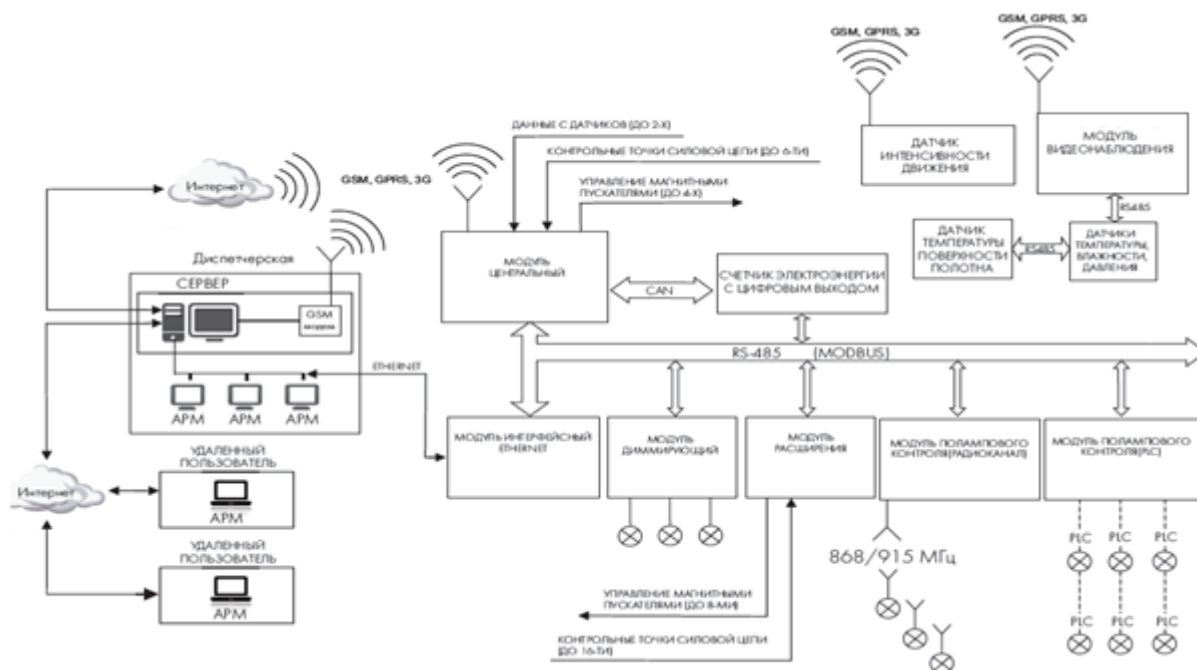 GSM, GPRS, 3G
GSM, GPRS, 3G
ДАННЫЕ С ДАТЧИКОВ (ДО 2-Х)
КОНТРОЛЬНЫЕ ТОЧКИ СИЛОВОЙ ЦЕПИ (ДО 6-ТИ)
GSM, GPRS, 3G
УПРАВЛЕНИЕ МАГНИТНЫМИ
ПУСКАТЕЛЯМИ (ДО 4-Х)
ДАТЧИК
ИНТЕНСИВНОСТИ
ДВИЖЕНИЯ
МОДУЛЬ
ВИДЕОНАБЛЮДЕНИЯ
RS485
ДАТЧИК
ТЕМПЕРАТУРЫ
ПОВЕРХНОСТИ
ПОЛОТНА
RS485
ДАТЧИКИ
ТЕМПЕРАТУРЫ,
ВЛАЖНОСТИ,
ДАВЛЕНИЯ
Интернет
Диспетчерская
СЕРВЕР
GSM
модем
АРМ
АРМ
АРМ
ETHERNET
МОДУЛЬ
ЦЕНТРАЛЬНЫЙ
CAN
СЧЕТЧИК ЭЛЕКТРОЭНЕРГИИ
С ЦИФРОВЫМ ВЫХОДОМ
RS-485 (MODBUS)
МОДУЛЬ ИНТЕРФЕЙСНЫЙ
ETHERNET
МОДУЛЬ
ДИММИРУЮЩИЙ
МОДУЛЬ
РАСШИРЕНИЯ
МОДУЛЬ ПОЛАМПОВОГО
КОНТРОЛЯ(РАДИОКАНАЛ)
МОДУЛЬ ПОЛАМПОВОГО
КОНТРОЛЯ(PLC)
УДАЛЕННЫЙ
ПОЛЬЗОВАТЕЛЬ
АРМ
Интернет
УДАЛЕННЫЙ
ПОЛЬЗОВАТЕЛЬ
АРМ
868/915 МГц
PLC
PLC
PLC
PLC
PLC
PLC
УПРАВЛЕНИЕ МАГНИТНЫМИ
ПУСКАТЕЛЯМИ (ДО 8-МИ)
КОНТРОЛЬНЫЕ ТОЧКИ СИЛОВОЙ ЦЕПИ
(ДО 16-ТИ)